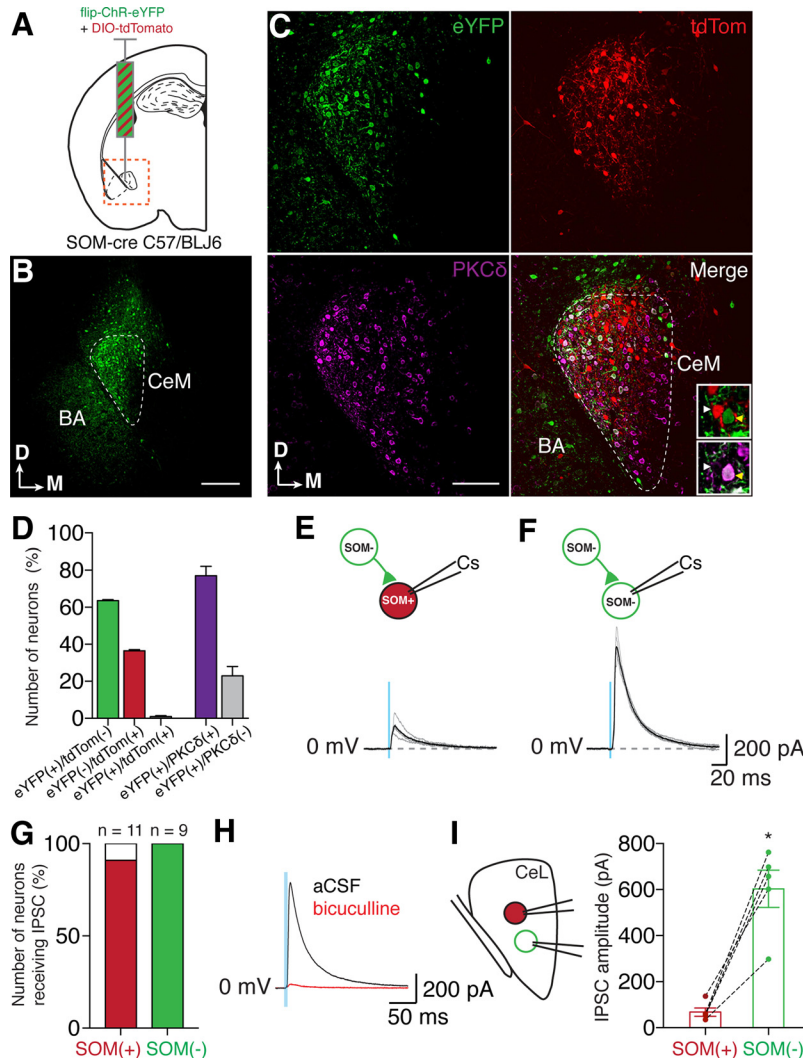 A
flip-ChR-eYFP
+ DIO-tdTomato
SOM-cre C57/BLJ6
B
BA
CeM
D
M
C
eYFP
tdTom
PKCδ
Merge
CeM
BA
D
M
D
Number of neurons (%)
100
80
60
40
20
0
eYFP(+)/tdTom(-)
eYFP(-)/tdTom(+)
eYFP(+)/tdTom(+)
eYFP(+)/PKCδ(+)
eYFP(+)/PKCδ(-)
E
SOM-
SOM+
Cs
0 mV
F
SOM-
SOM-
Cs
0 mV
200 pA
20 ms
G
Number of neurons
receiving IPSC (%)
n = 11 n = 9
100
50
0
SOM(+) SOM(-)
H
aCSF
bicuculline
0 mV
200 pA
50 ms
I
CeL
IPSC amplitude (pA)
800
600
400
200
0
*
SOM(+) SOM(-)